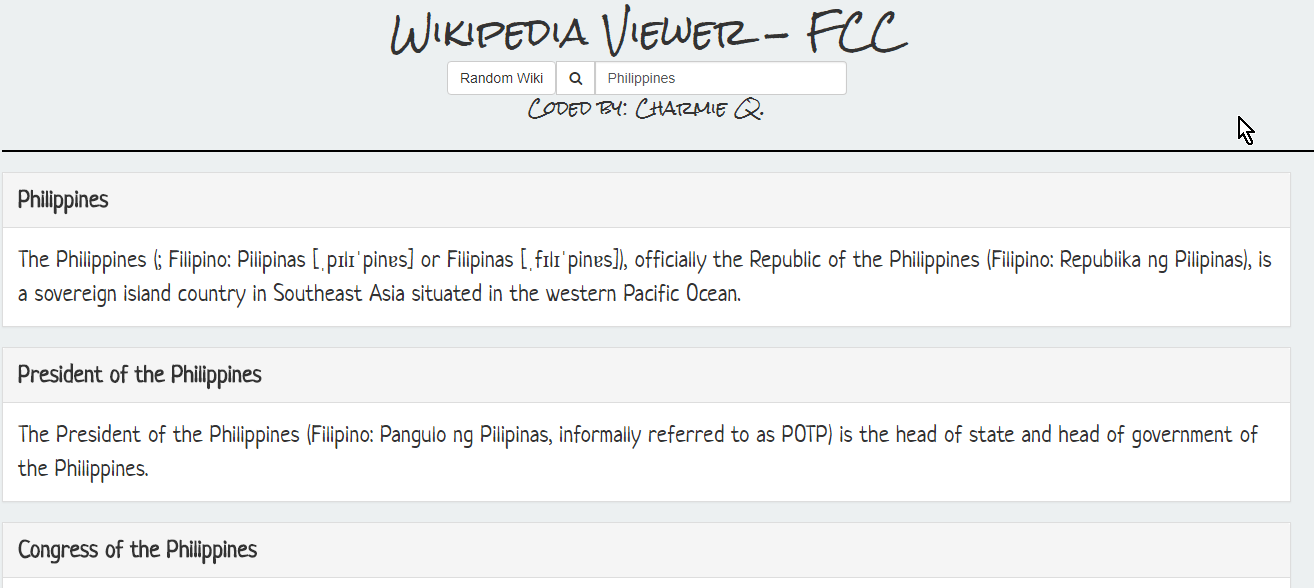 Wikipedia Viewer - FCC
Random Wiki Philippines
Coded by: Charmie Q.
Philippines
The Philippines (; Filipino: Pilipinas [ˌpɪlɪˈpinɐs] or Filipinas [ˌfɪlɪˈpinɐs]), officially the Republic of the Philippines (Filipino: Republika ng Pilipinas), is
a sovereign island country in Southeast Asia situated in the western Pacific Ocean.
President of the Philippines
The President of the Philippines (Filipino: Pangulo ng Pilipinas, informally referred to as POTP) is the head of state and head of government of
the Philippines.
Congress of the Philippines